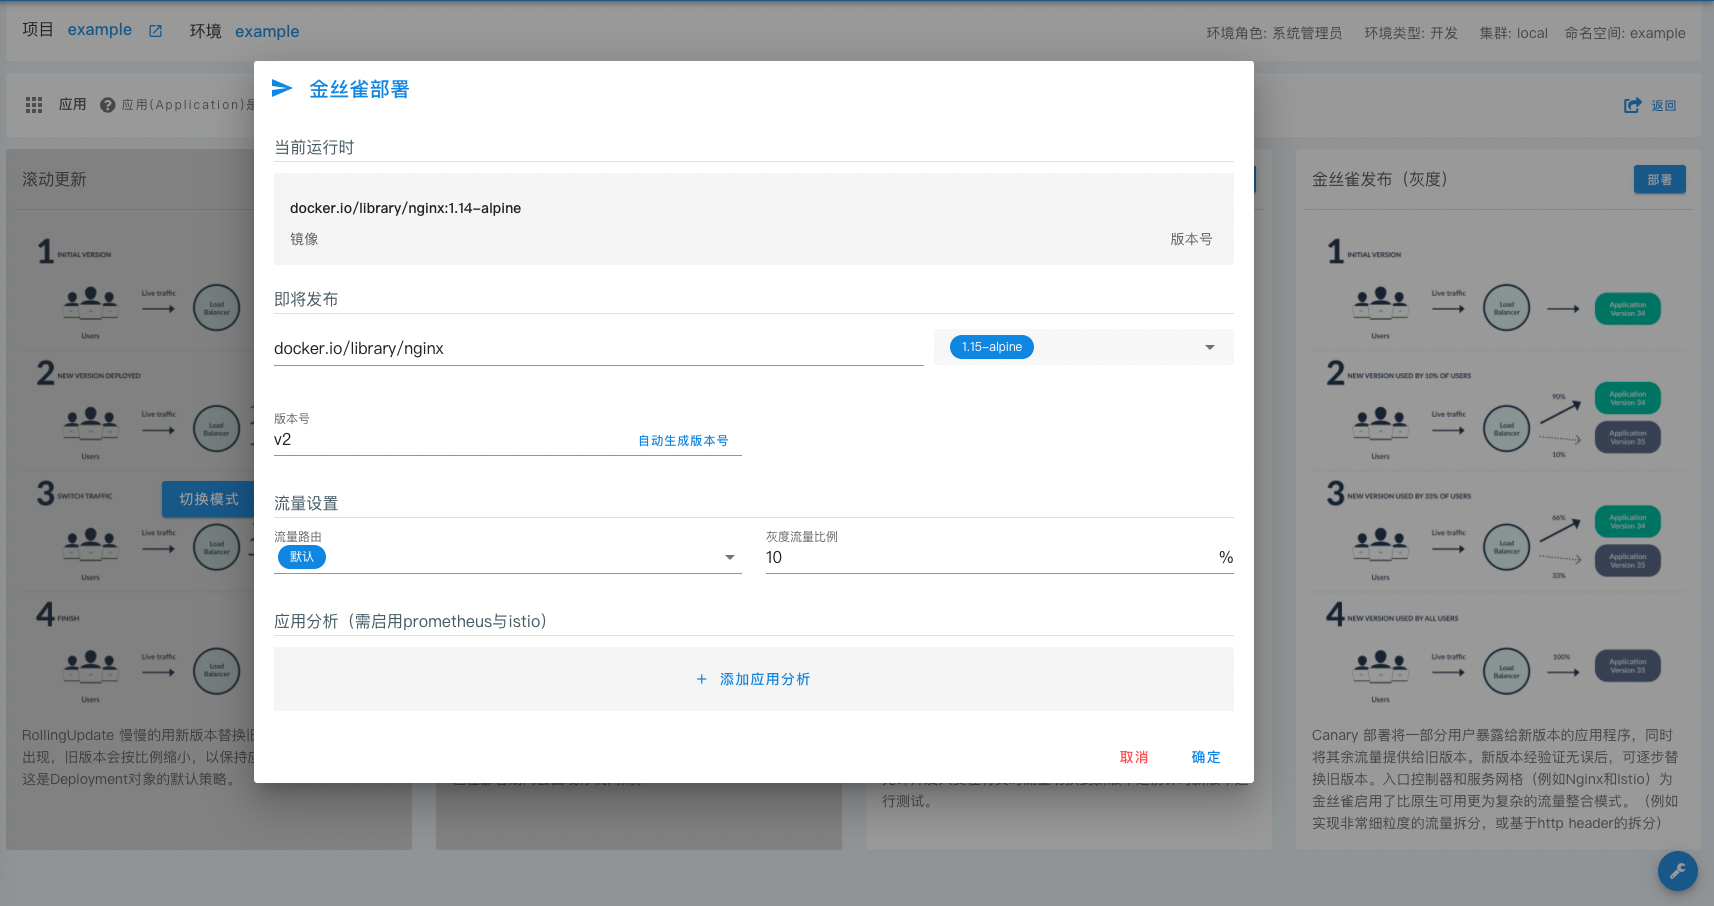 项目 example 环境 example
环境角色: 系统管理员 环境类型: 开发 集群: local 命名空间: example
应用 应用(Application)是
返回
金丝雀部署
当前运行时
docker.io/library/nginx:1.14-alpine
镜像 版本号
即将发布
docker.io/library/nginx 1.15-alpine
版本号
v2 自动生成版本号
流量设置
流量路由 灰度流量比例
默认 10 %
应用分析（需启用prometheus与istio）
+ 添加应用分析
取消 确定
滚动更新
1 INITIAL VERSION
Live traffic
Load
Balancer
Users
2 NEW VERSION DEPLOYED
Live traffic
Load
Balancer
Users
3 SWITCH TRAFFIC
切换模式
Live traffic
Load
Balancer
Users
4 FINISH
Live traffic
Load
Balancer
Users
RollingUpdate 慢慢的用新版本替换旧
出现，旧版本会按比例缩小，以保持应
这是Deployment对象的默认策略。
行测试。
金丝雀发布（灰度） 部署
1 INITIAL VERSION
Live traffic
Load
Balancer
Application
Version 34
Users
2 NEW VERSION USED BY 10% OF USERS
90%
Application
Version 34
Live traffic
Load
Balancer
Application
Version 35
10%
Users
3 NEW VERSION USED BY 33% OF USERS
66%
Application
Version 34
Live traffic
Load
Balancer
Application
Version 35
33%
Users
4 NEW VERSION USED BY ALL USERS
Live traffic
Load
Balancer
100%
Application
Version 35
Users
Canary 部署将一部分用户暴露给新版本的应用程序，同时
将其余流量提供给旧版本。新版本经验证无误后，可逐步替
换旧版本。入口控制器和服务网格（例如Nginx和Istio）为
金丝雀启用了比原生可用更为复杂的流量整合模式。（例如
实现非常细粒度的流量拆分，或基于http header的拆分）